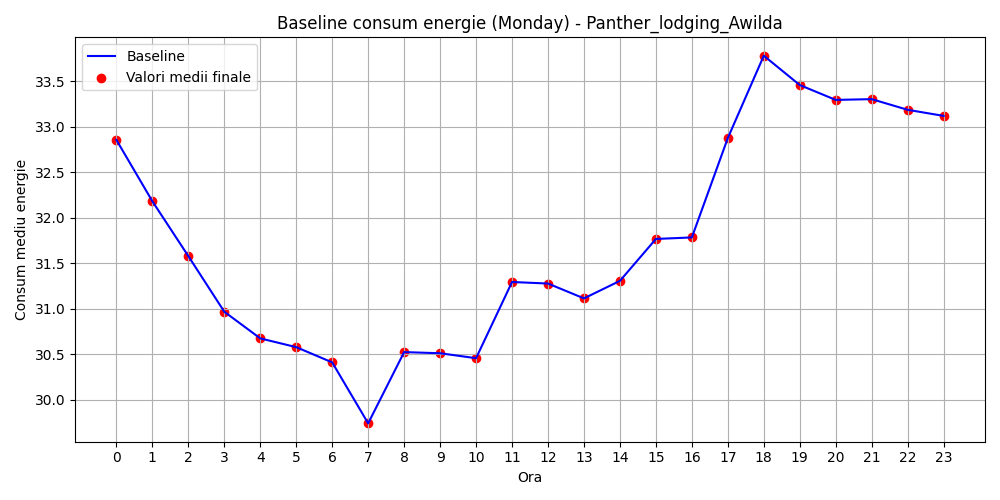 Baseline consum energie (Monday) - Panther_lodging_Awilda
Baseline
Valori medii finale
Consum mediu energie
33.5
33.0
32.5
32.0
31.5
31.0
30.5
30.0
0 1 2 3 4 5 6 7 8 9 10 11 12 13 14 15 16 17 18 19 20 21 22 23
Ora